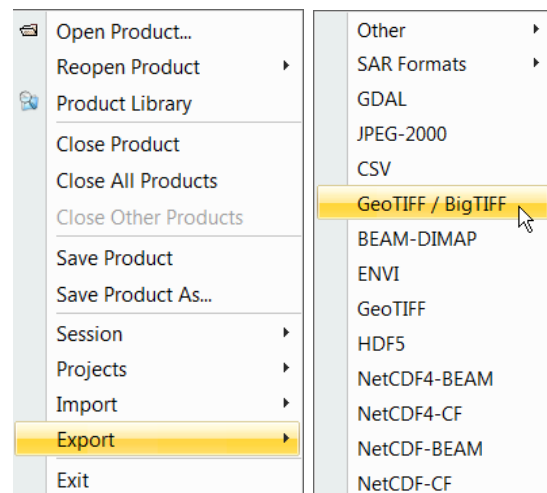 Open Product...
Reopen Product
Product Library
Close Product
Close All Products
Close Other Products
Save Product
Save Product As...
Session
Projects
Import
Export
Exit
Other
SAR Formats
GDAL
JPEG-2000
CSV
GeoTIFF / BigTIFF
BEAM-DIMAP
ENVI
GeoTIFF
HDF5
NetCDF4-BEAM
NetCDF4-CF
NetCDF-BEAM
NetCDF-CF